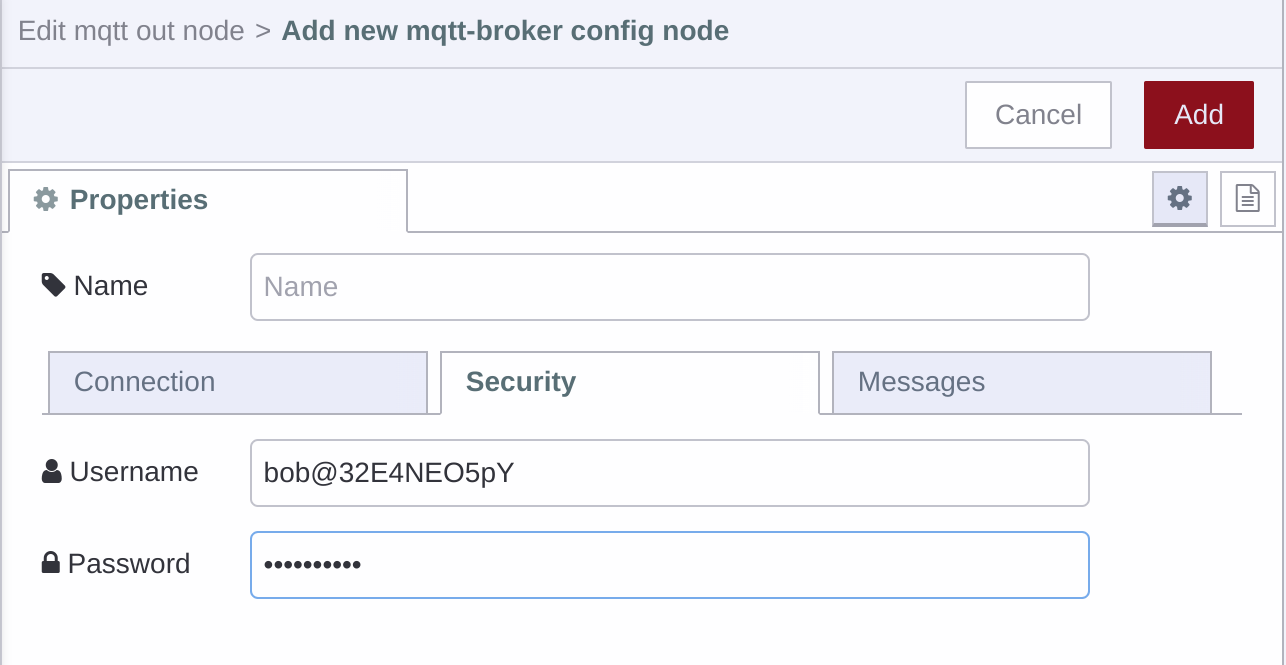 Edit mqtt out node > Add new mqtt-broker config node
Cancel Add
Properties
Name Name
Connection Security Messages
Username bob@32E4NEO5pY
Password ••••••••••